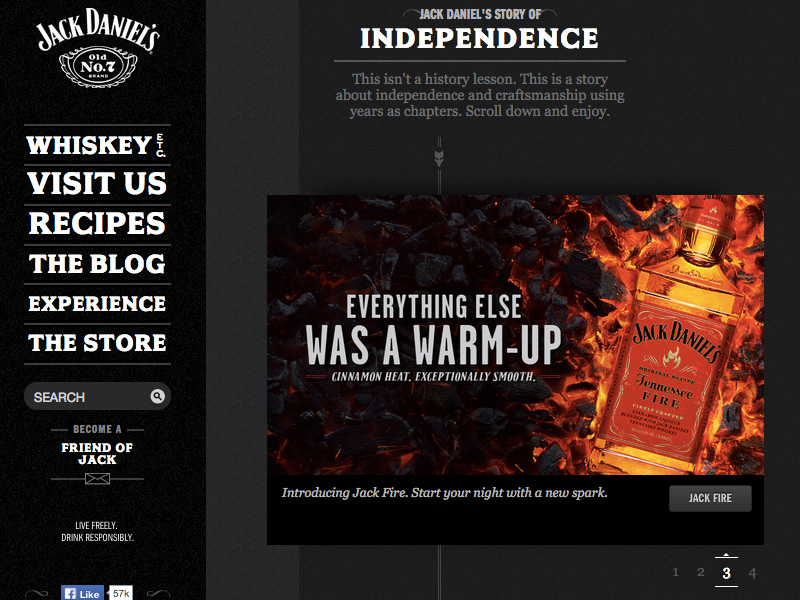 JACK DANIEL'S
Old
No.7
BRAND
WHISKEY ETC.
VISIT US
RECIPES
THE BLOG
EXPERIENCE
THE STORE
SEARCH
BECOME A
FRIEND OF
JACK
LIVE FREELY.
DRINK RESPONSIBLY.
Like 57k
JACK DANIEL'S STORY OF
INDEPENDENCE
This isn't a history lesson. This is a story
about independence and craftsmanship using
years as chapters. Scroll down and enjoy.
EVERYTHING ELSE
WAS A WARM-UP
CINNAMON HEAT. EXCEPTIONALLY SMOOTH.
JACK DANIEL'S
Tennessee
FIRE
Introducing Jack Fire. Start your night with a new spark.
JACK FIRE
1 2 3 4